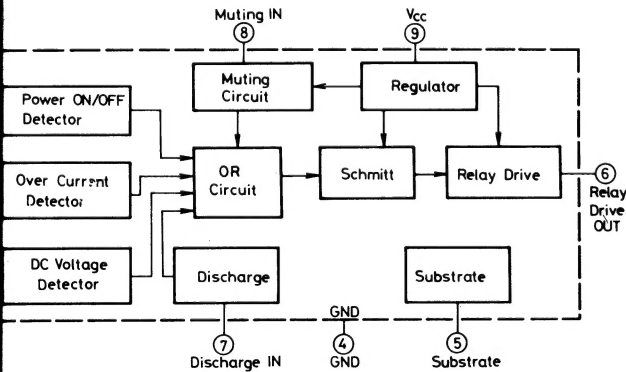 Muting IN
8
Vcc
9
Power ON/OFF
Detector
Muting
Circuit
Regulator
Over Current
Detector
OR
Circuit
Schmitt
Relay Drive
6
Relay
Drive
OUT
DC Voltage
Detector
Discharge
Substrate
GND
7
Discharge IN
4
GND
5
Substrate